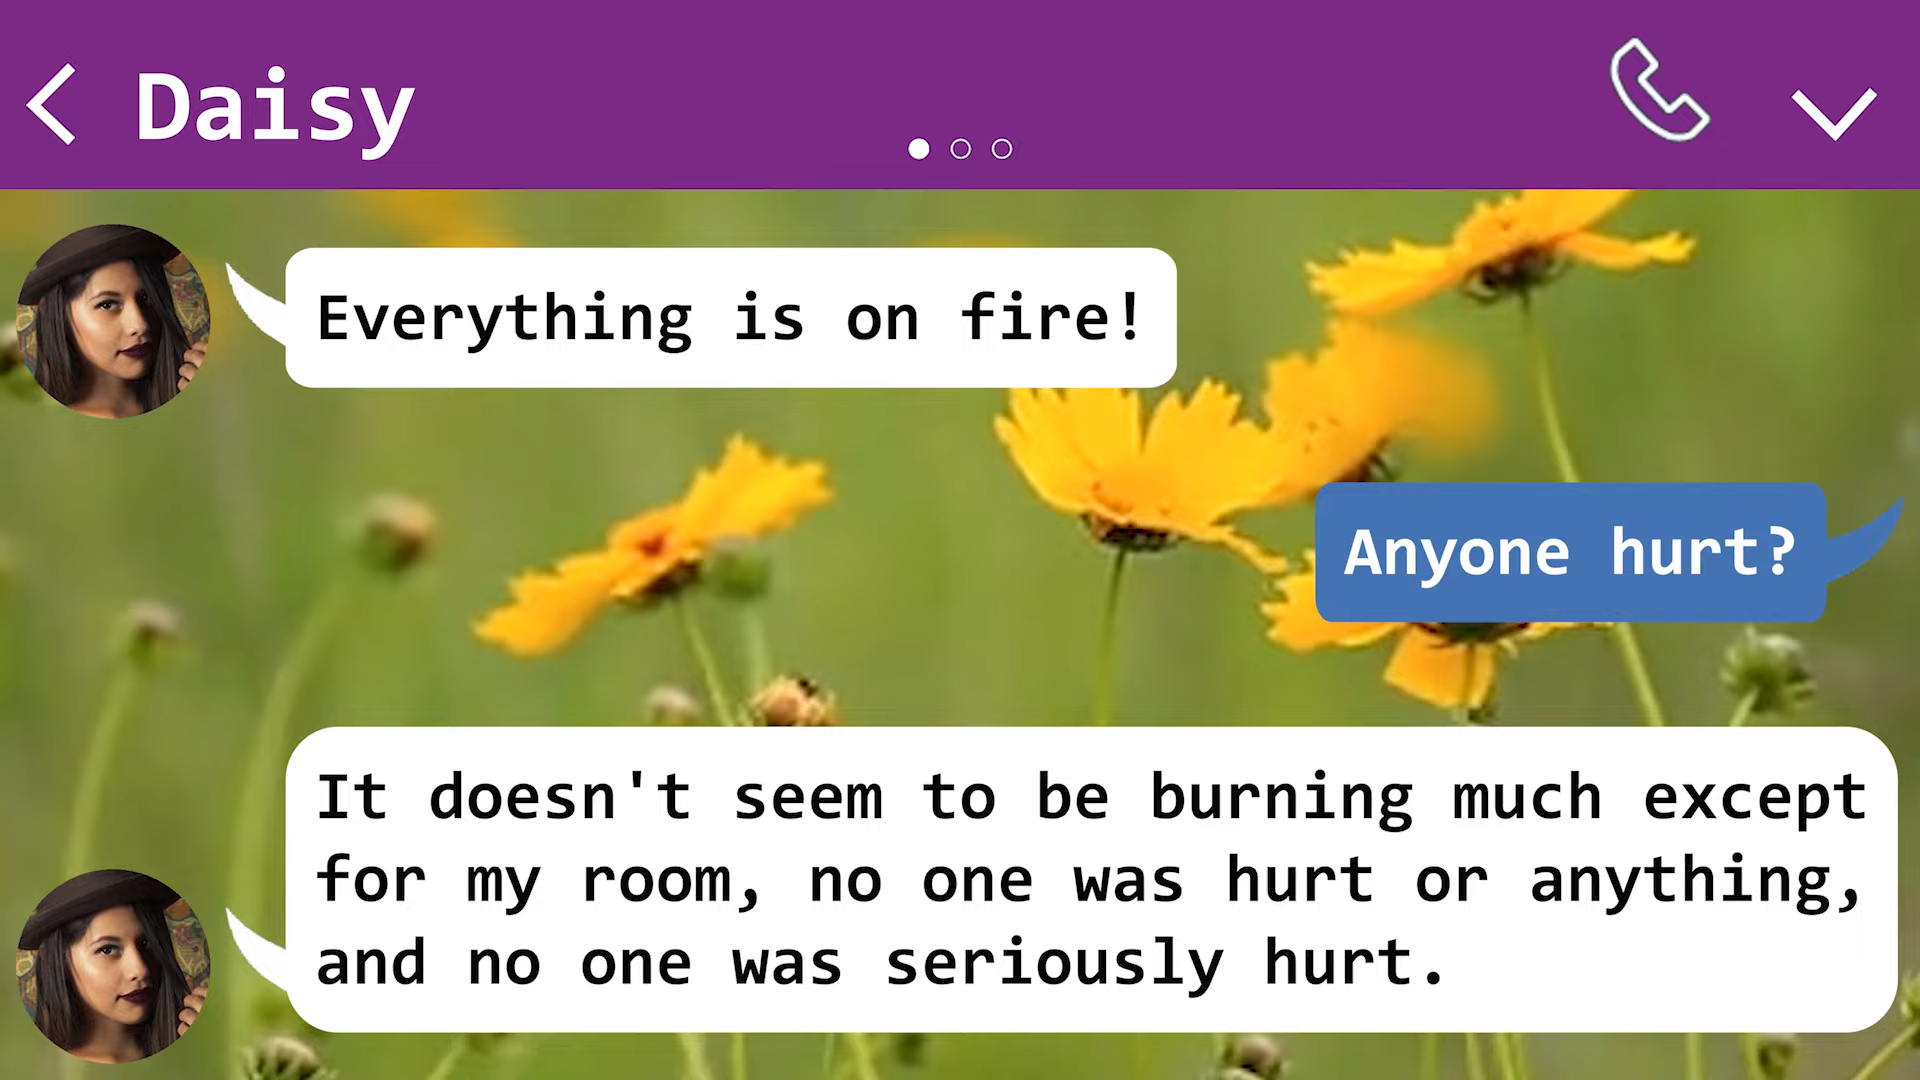 Daisy
Everything is on fire!
Anyone hurt?
It doesn't seem to be burning much except
for my room, no one was hurt or anything,
and no one was seriously hurt.